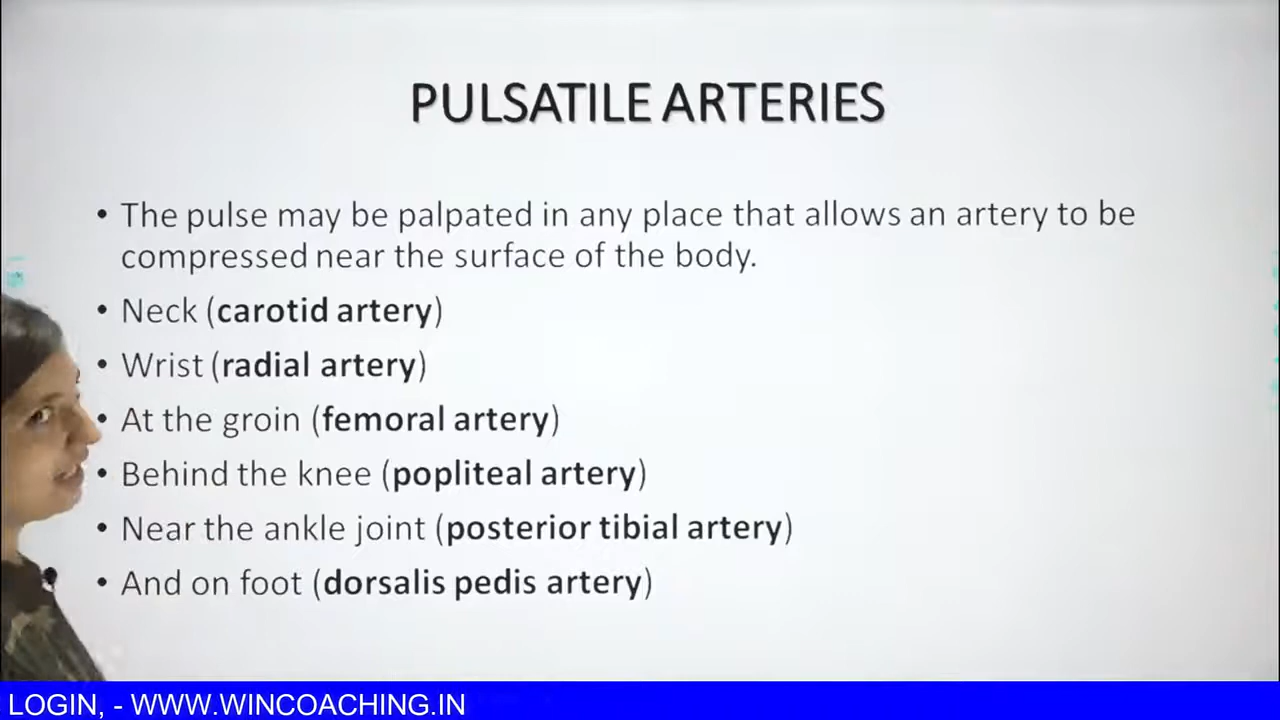 PULSATILE ARTERIES
• The pulse may be palpated in any place that allows an artery to be
compressed near the surface of the body.
• Neck (carotid artery)
• Wrist (radial artery)
• At the groin (femoral artery)
• Behind the knee (popliteal artery)
• Near the ankle joint (posterior tibial artery)
• And on foot (dorsalis pedis artery)
LOGIN, - WWW.WINCOACHING.IN